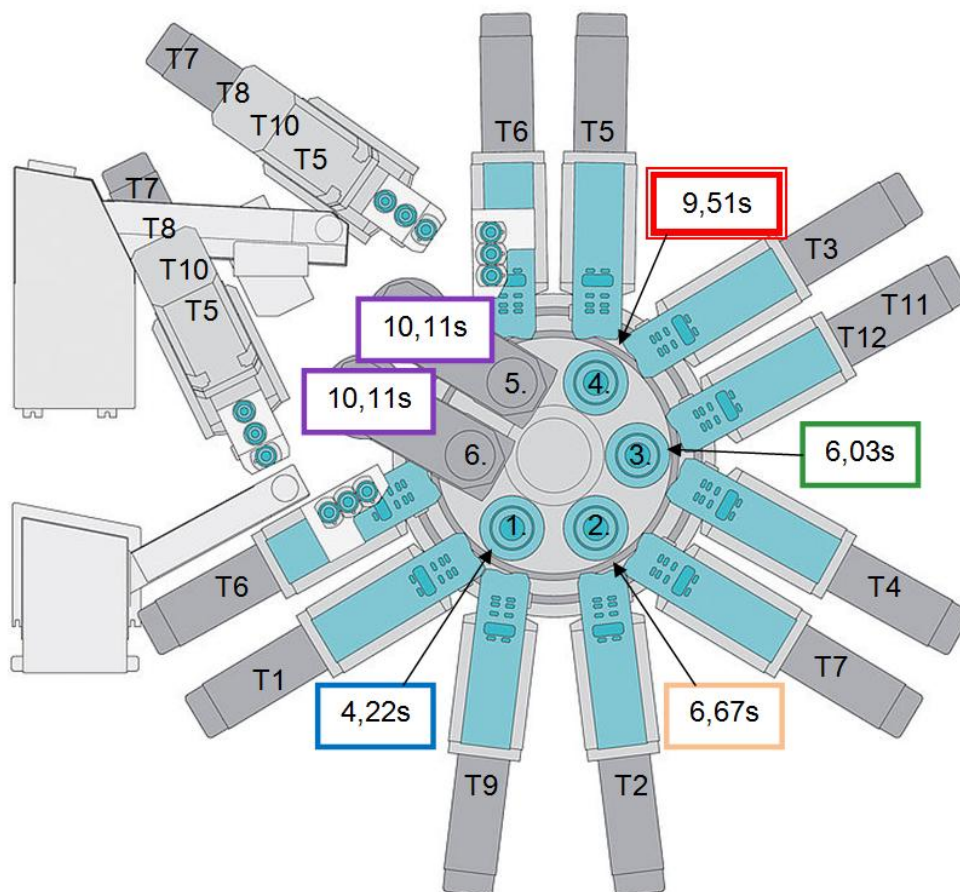 T7
T8
T10
T5
T6
T5
T7
T8
T10
T5
9,51s
T3
T11
T12
10,11s
10,11s
5.
4.
6.
3.
6,03s
1.
2.
T6
T4
T1
T7
4,22s
6,67s
T9
T2